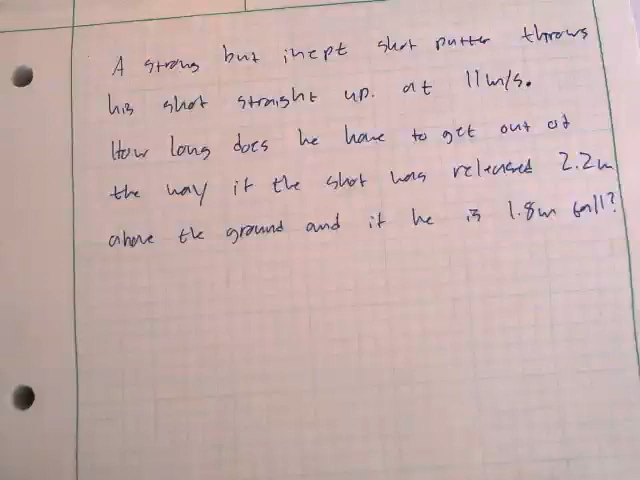 A strong but inept shot putter throws
his shot straight up. at 11m/s.
How long does he have to get out of
the way if the shot was released 2.2m
above the ground and if he is 1.8m tall?